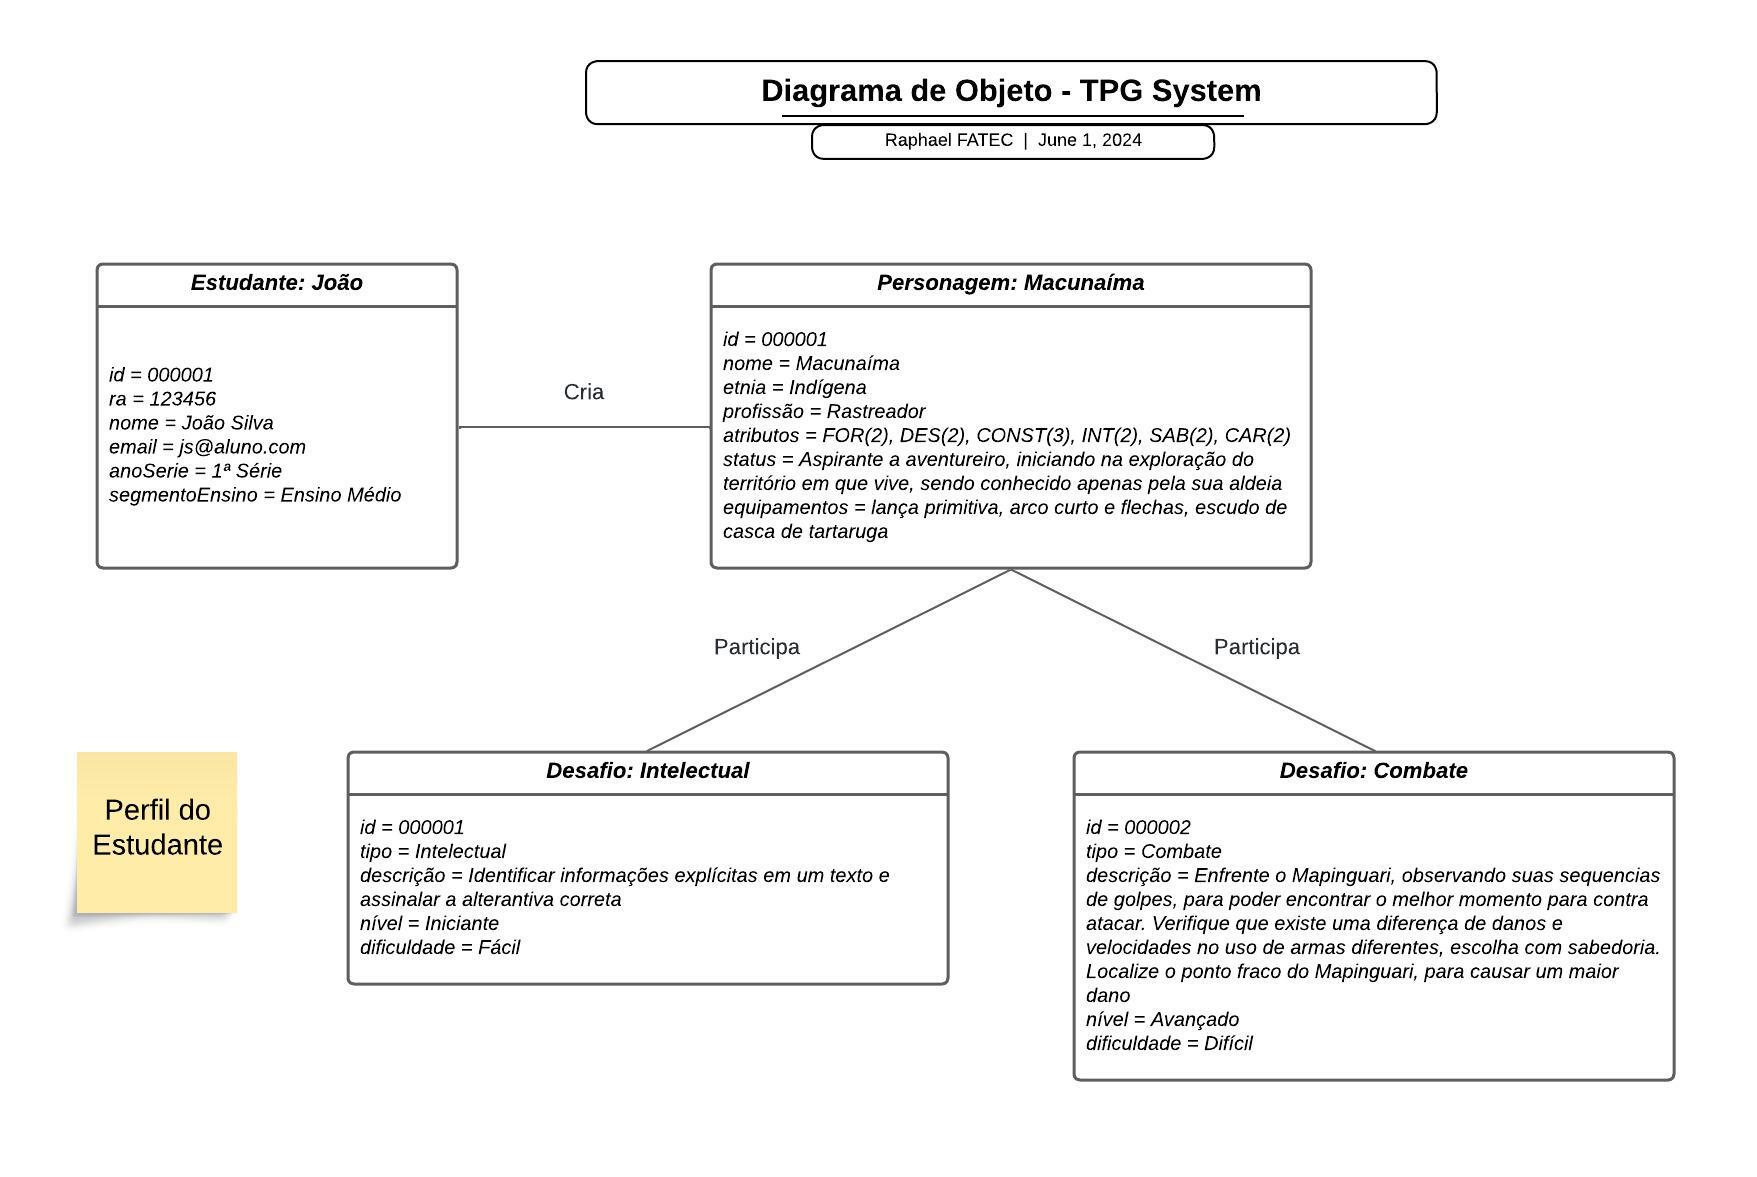 Diagrama de Objeto - TPG System
Raphael FATEC | June 1, 2024
Estudante: João
id = 000001
ra = 123456
nome = João Silva
email = js@aluno.com
anoSerie = 1ª Série
segmentoEnsino = Ensino Médio
Cria
Personagem: Macunaíma
id = 000001
nome = Macunaíma
etnia = Indígena
profissão = Rastreador
atributos = FOR(2), DES(2), CONST(3), INT(2), SAB(2), CAR(2)
status = Aspirante a aventureiro, iniciando na exploração do
território em que vive, sendo conhecido apenas pela sua aldeia
equipamentos = lança primitiva, arco curto e flechas, escudo de
casca de tartaruga
Participa
Participa
Perfil do
Estudante
Desafio: Intelectual
id = 000001
tipo = Intelectual
descrição = Identificar informações explícitas em um texto e
assinalar a alterantiva correta
nível = Iniciante
dificuldade = Fácil
Desafio: Combate
id = 000002
tipo = Combate
descrição = Enfrente o Mapinguari, observando suas sequencias
de golpes, para poder encontrar o melhor momento para contra
atacar. Verifique que existe uma diferença de danos e
velocidades no uso de armas diferentes, escolha com sabedoria.
Localize o ponto fraco do Mapinguari, para causar um maior
dano
nível = Avançado
dificuldade = Difícil